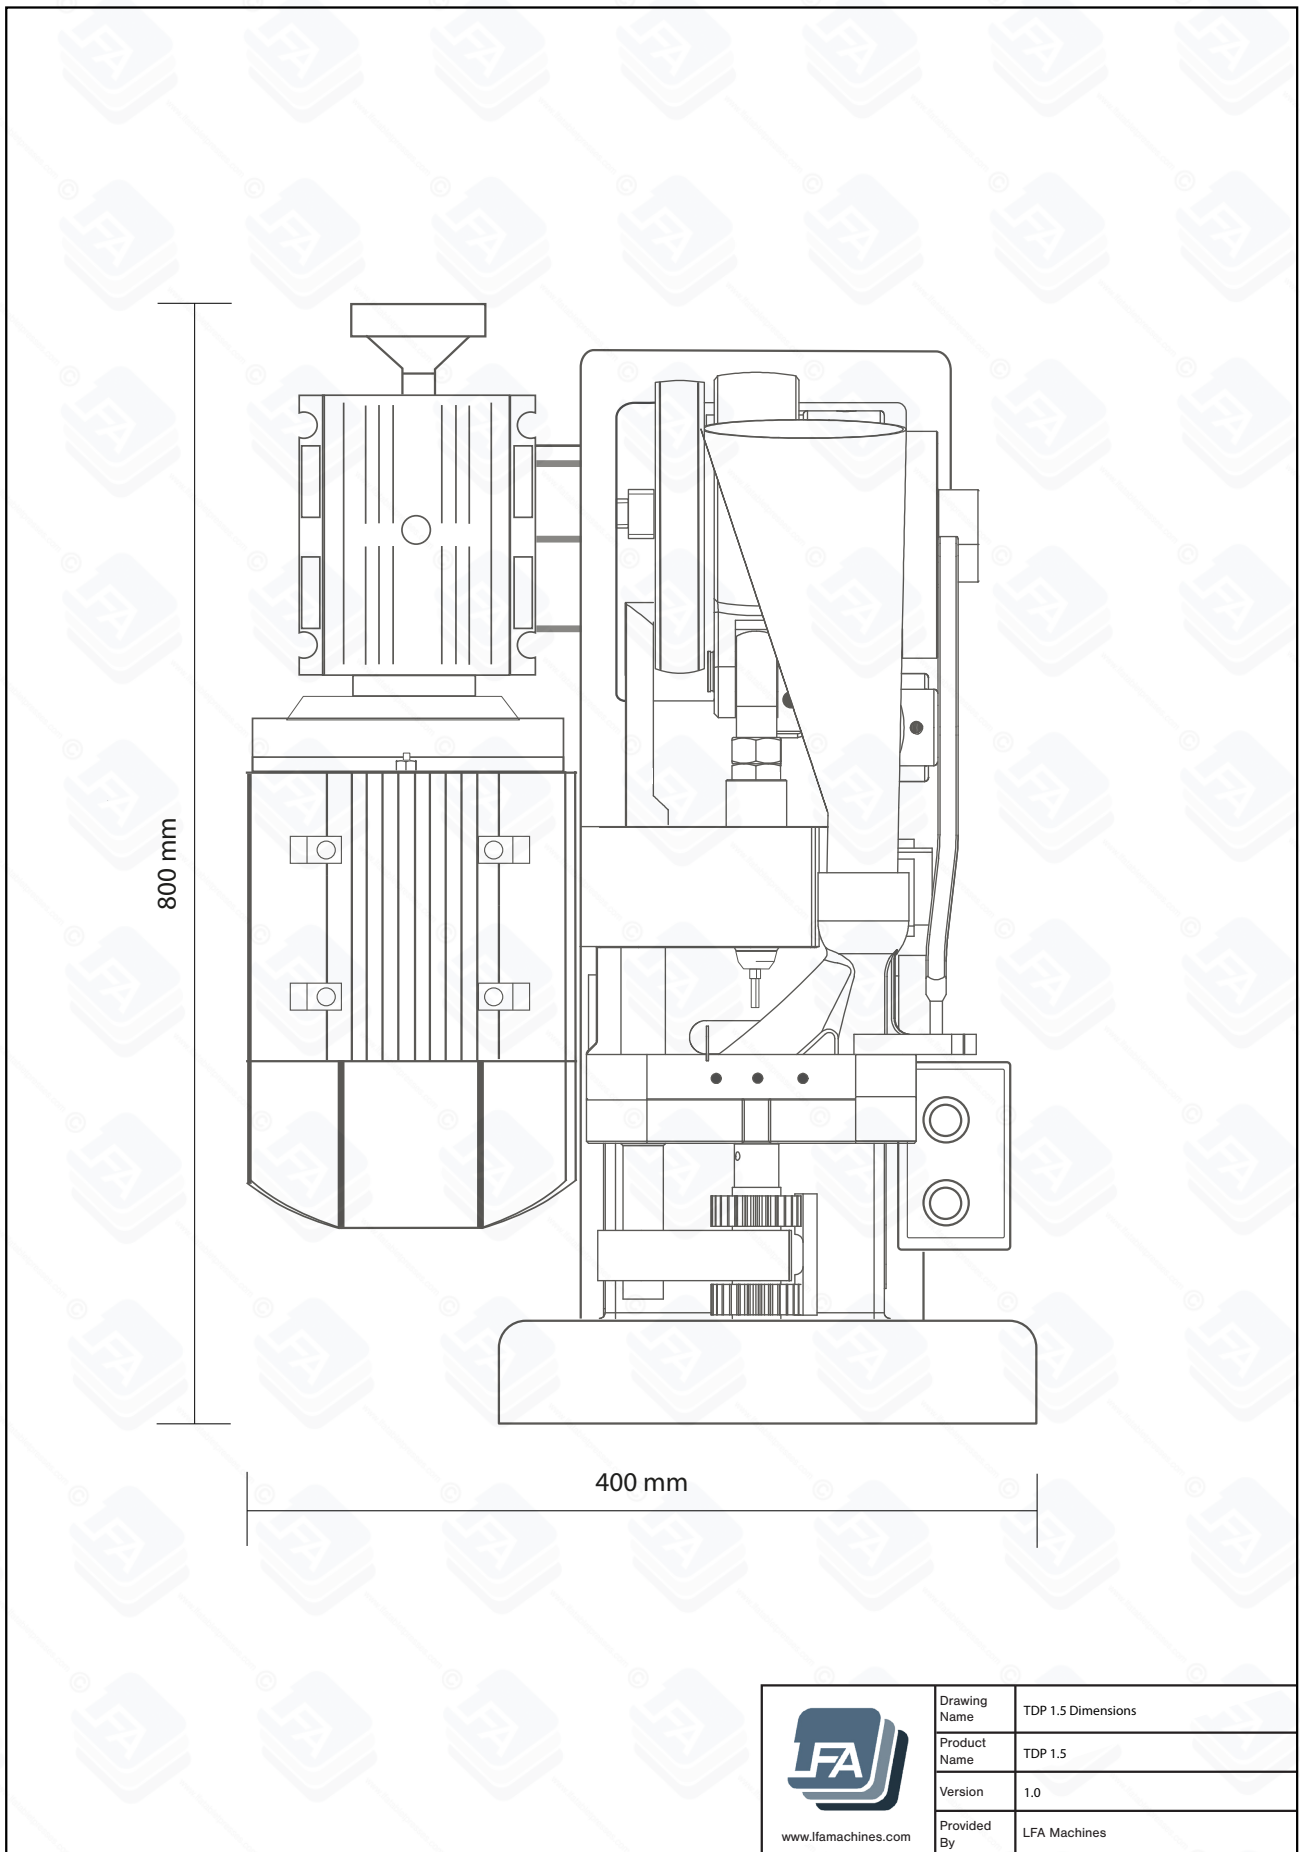 800 mm
400 mm
LFA
www.lfamachines.com
Drawing
Name
TDP 1.5 Dimensions
Product
Name
TDP 1.5
Version
1.0
Provided
By
LFA Machines